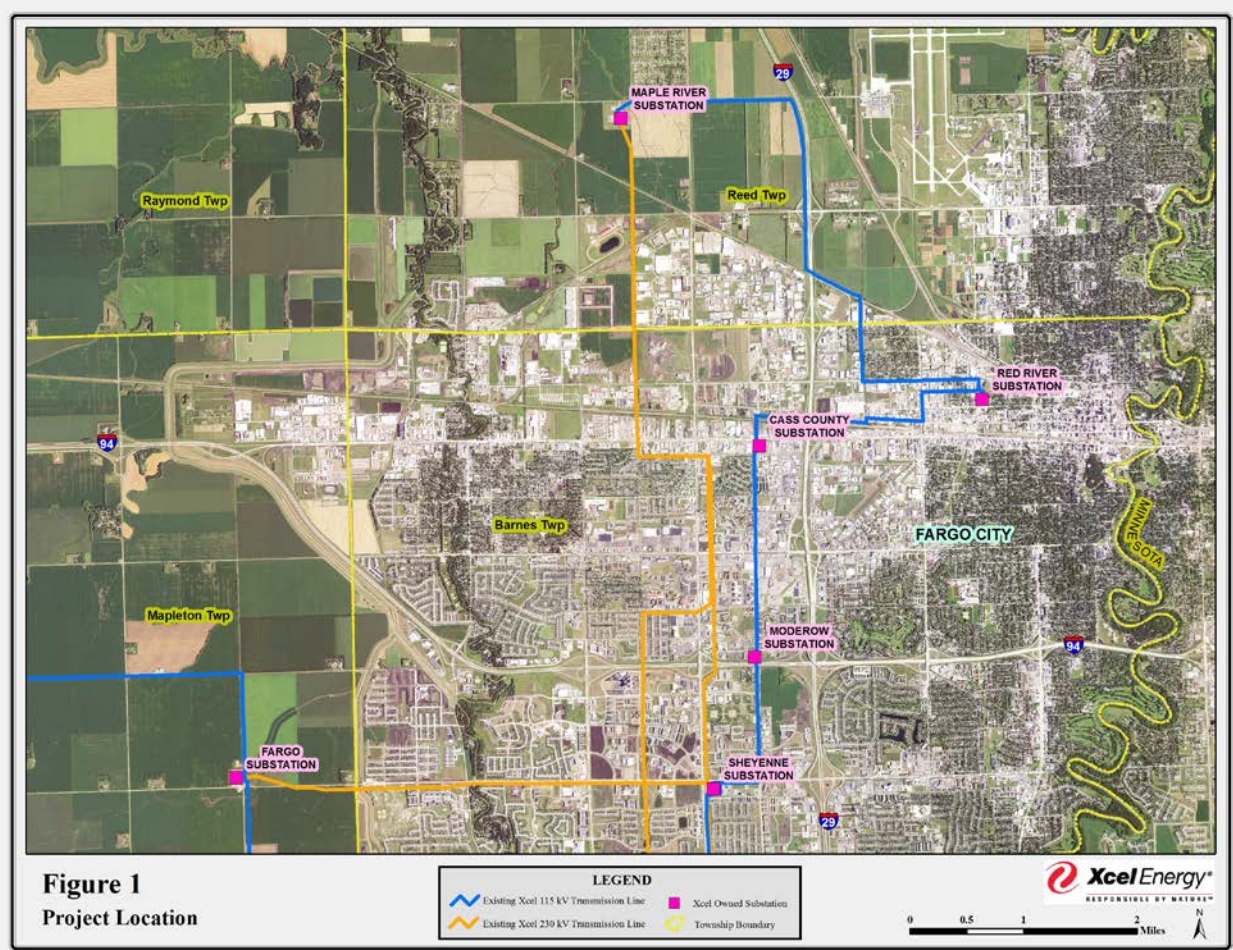 29
MAPLE RIVER
SUBSTATION
Raymond Twp
Reed Twp
RED RIVER
SUBSTATION
CASS COUNTY
SUBSTATION
94
Barnes Twp
FARGO CITY
MINNESOTA
Mapleton Twp
MODEROW
SUBSTATION
94
FARGO
SUBSTATION
SHEYENNE
SUBSTATION
29
Figure 1
Project Location
LEGEND
Existing Xcel 115 kV Transmission Line
Xcel Owned Substation
Existing Xcel 230 kV Transmission Line
Township Boundary
Xcel Energy®
RESPONSIBLE BY NATURE™
0 0.5 1 2
Miles
N